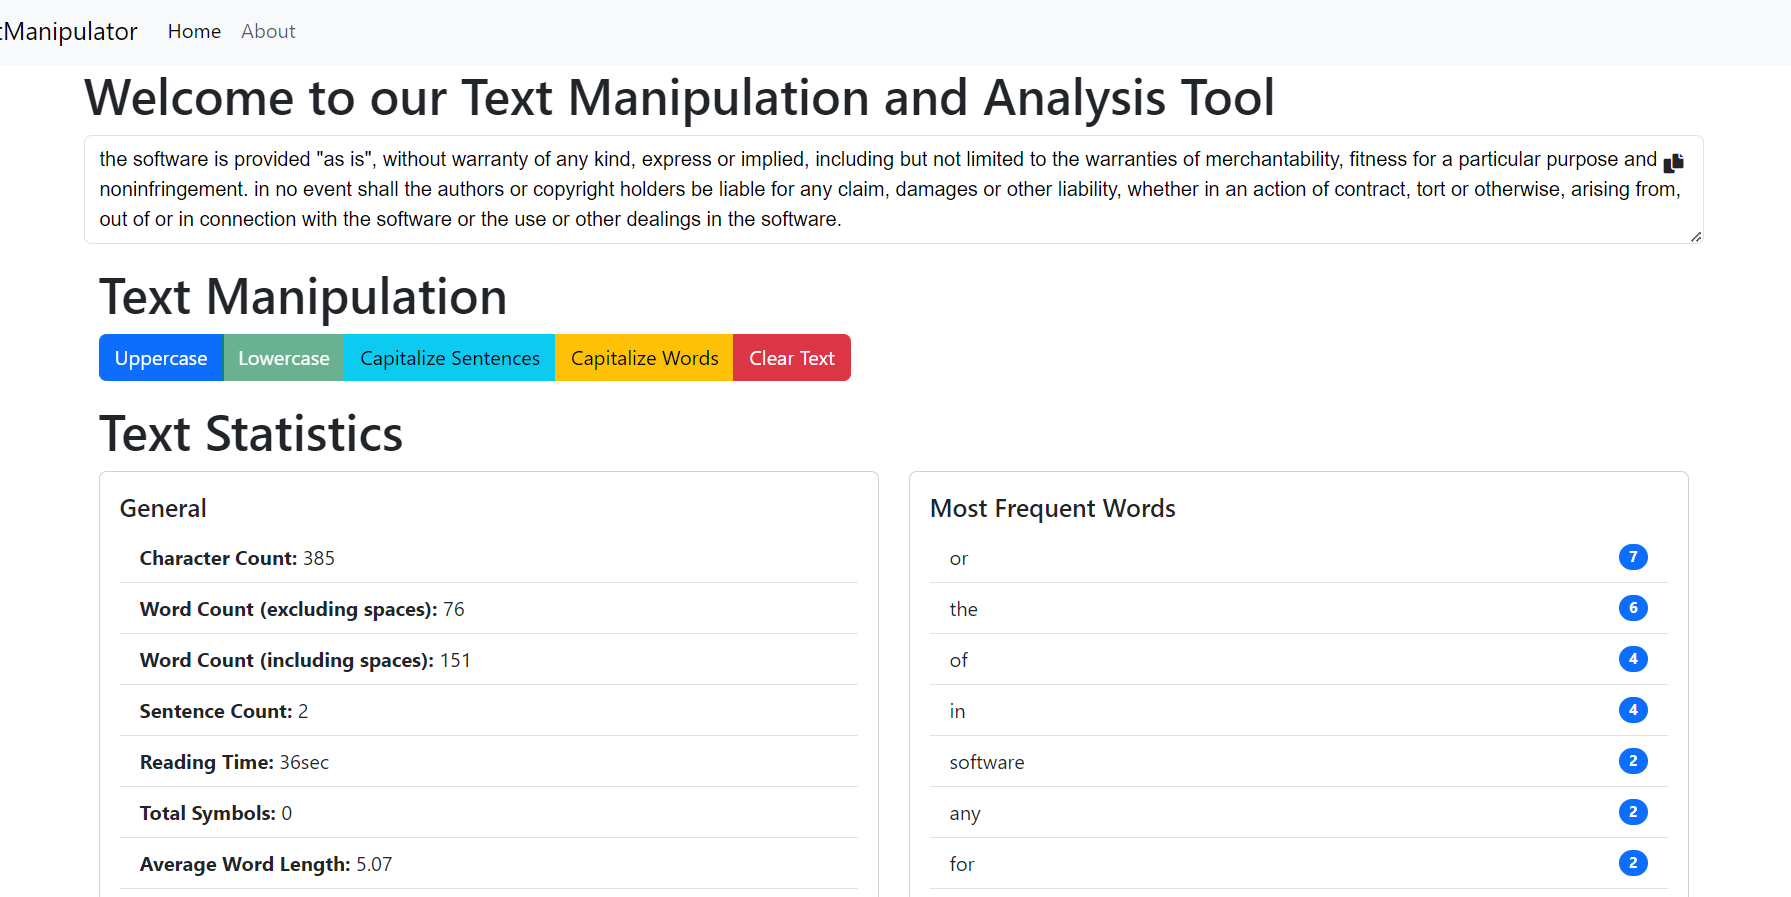 tManipulator Home About
Welcome to our Text Manipulation and Analysis Tool
the software is provided "as is", without warranty of any kind, express or implied, including but not limited to the warranties of merchantability, fitness for a particular purpose and
noninfringement. in no event shall the authors or copyright holders be liable for any claim, damages or other liability, whether in an action of contract, tort or otherwise, arising from,
out of or in connection with the software or the use or other dealings in the software.
Text Manipulation
Uppercase Lowercase Capitalize Sentences Capitalize Words Clear Text
Text Statistics
General
Character Count: 385
Word Count (excluding spaces): 76
Word Count (including spaces): 151
Sentence Count: 2
Reading Time: 36sec
Total Symbols: 0
Average Word Length: 5.07
Most Frequent Words
or 7
the 6
of 4
in 4
software 2
any 2
for 2